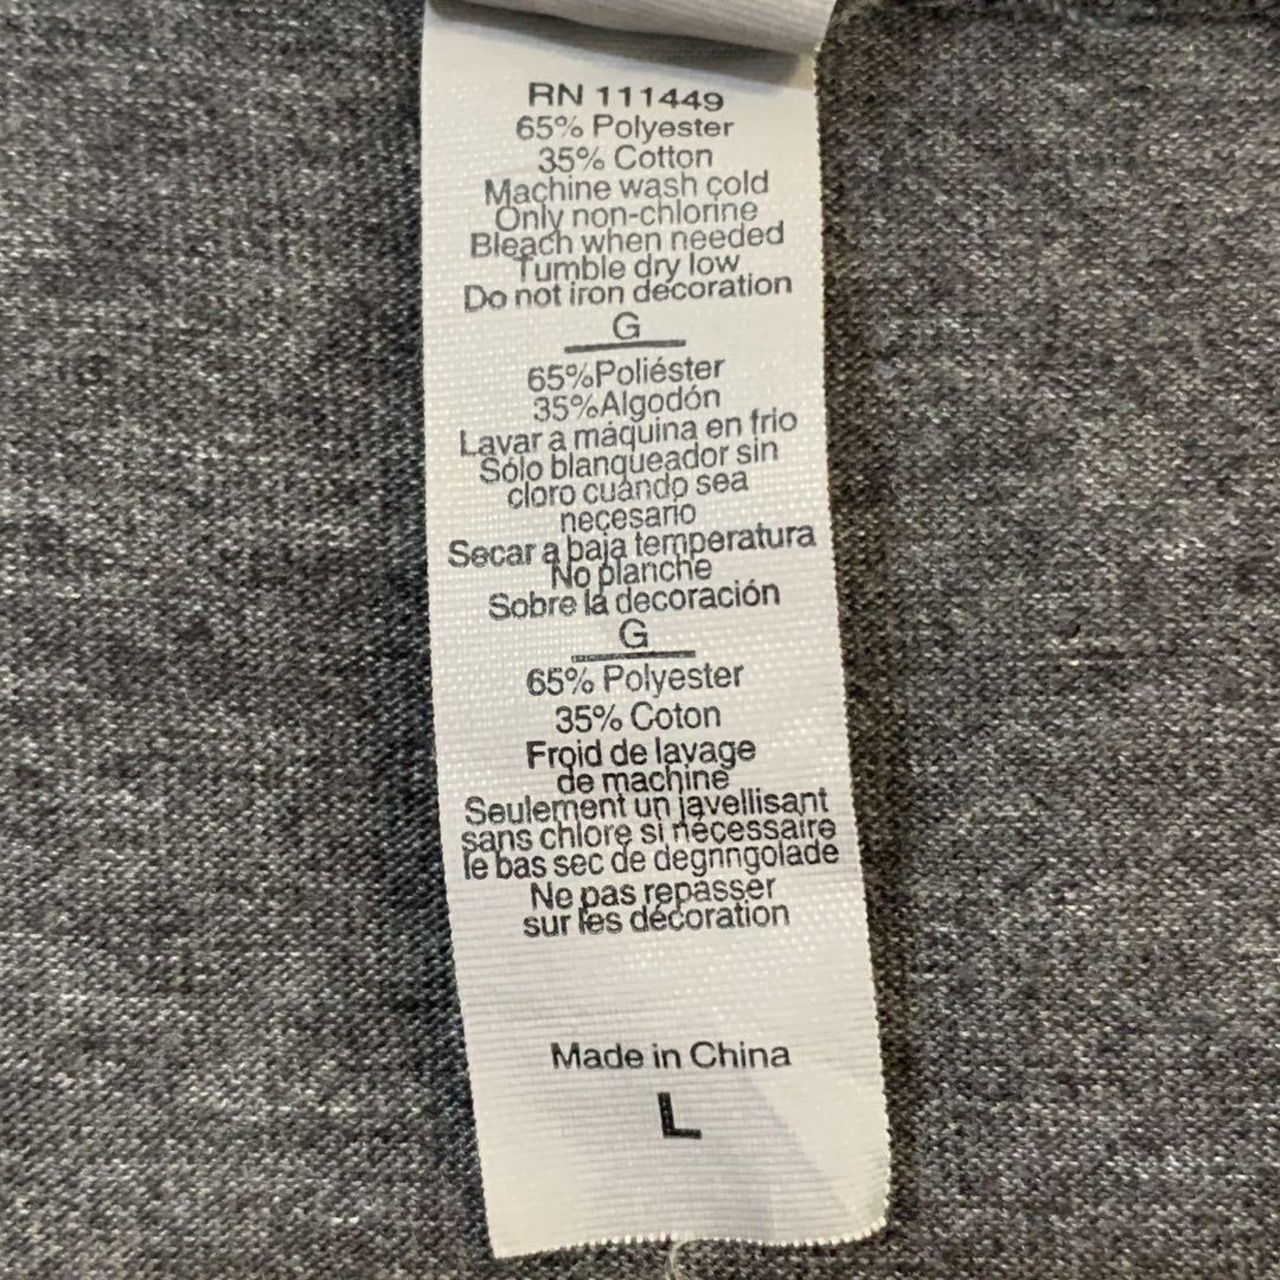 RN 111449
65% Polyester
35% Cotton
Machine wash cold
Only non-chlorine
Bleach when needed
Tumble dry low
Do not iron decoration
G
65%Poliéster
35%Algodón
Lavar a máquina en frio
Sólo blanqueador sin
cloro cuándo sea
necesario
Secar a baja temperatura
No planche
Sobre la decoración
G
65% Polyester
35% Coton
Froid de lavage
de machine
Seulement un javellisant
sans chlore si nécessaire
le bas sec de degnngolade
Ne pas repasser
sur les décoration
Made in China
L